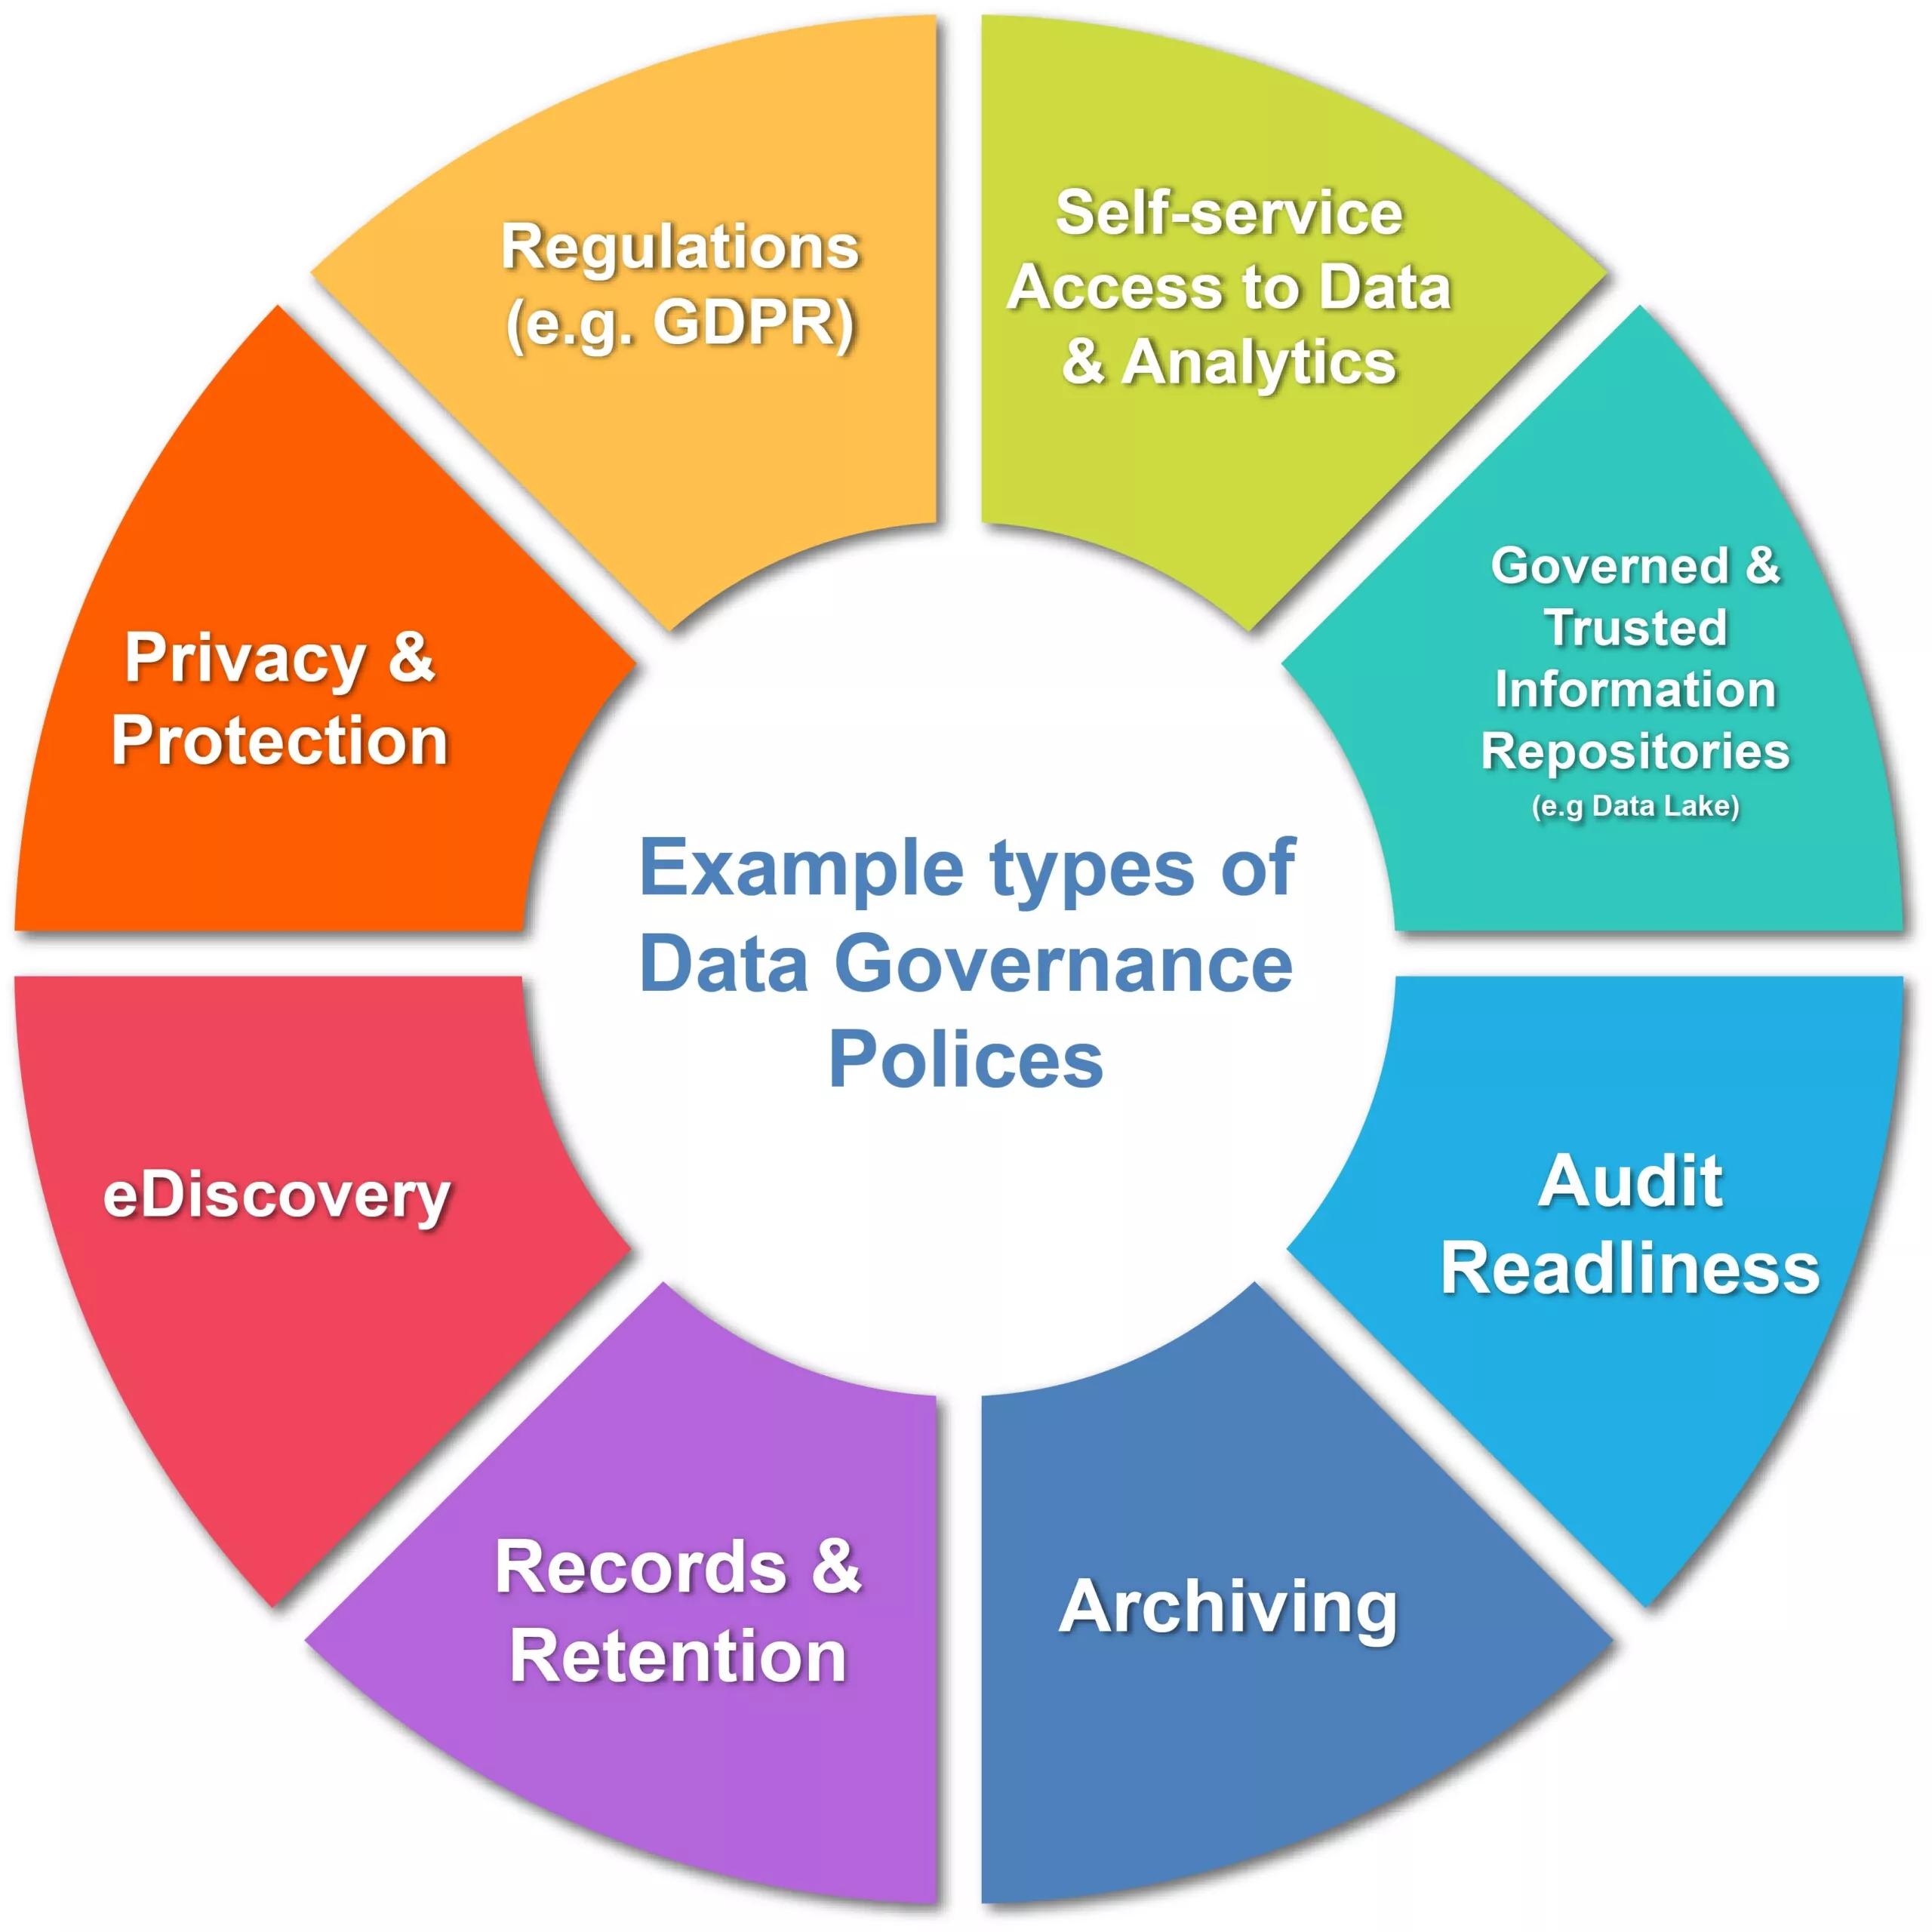 Regulations
(e.g. GDPR)
Self-service
Access to Data
& Analytics
Governed &
Trusted
Information
Repositories
(e.g Data Lake)
Privacy &
Protection
Example types of
Data Governance
Polices
eDiscovery
Audit
Readliness
Records &
Retention
Archiving